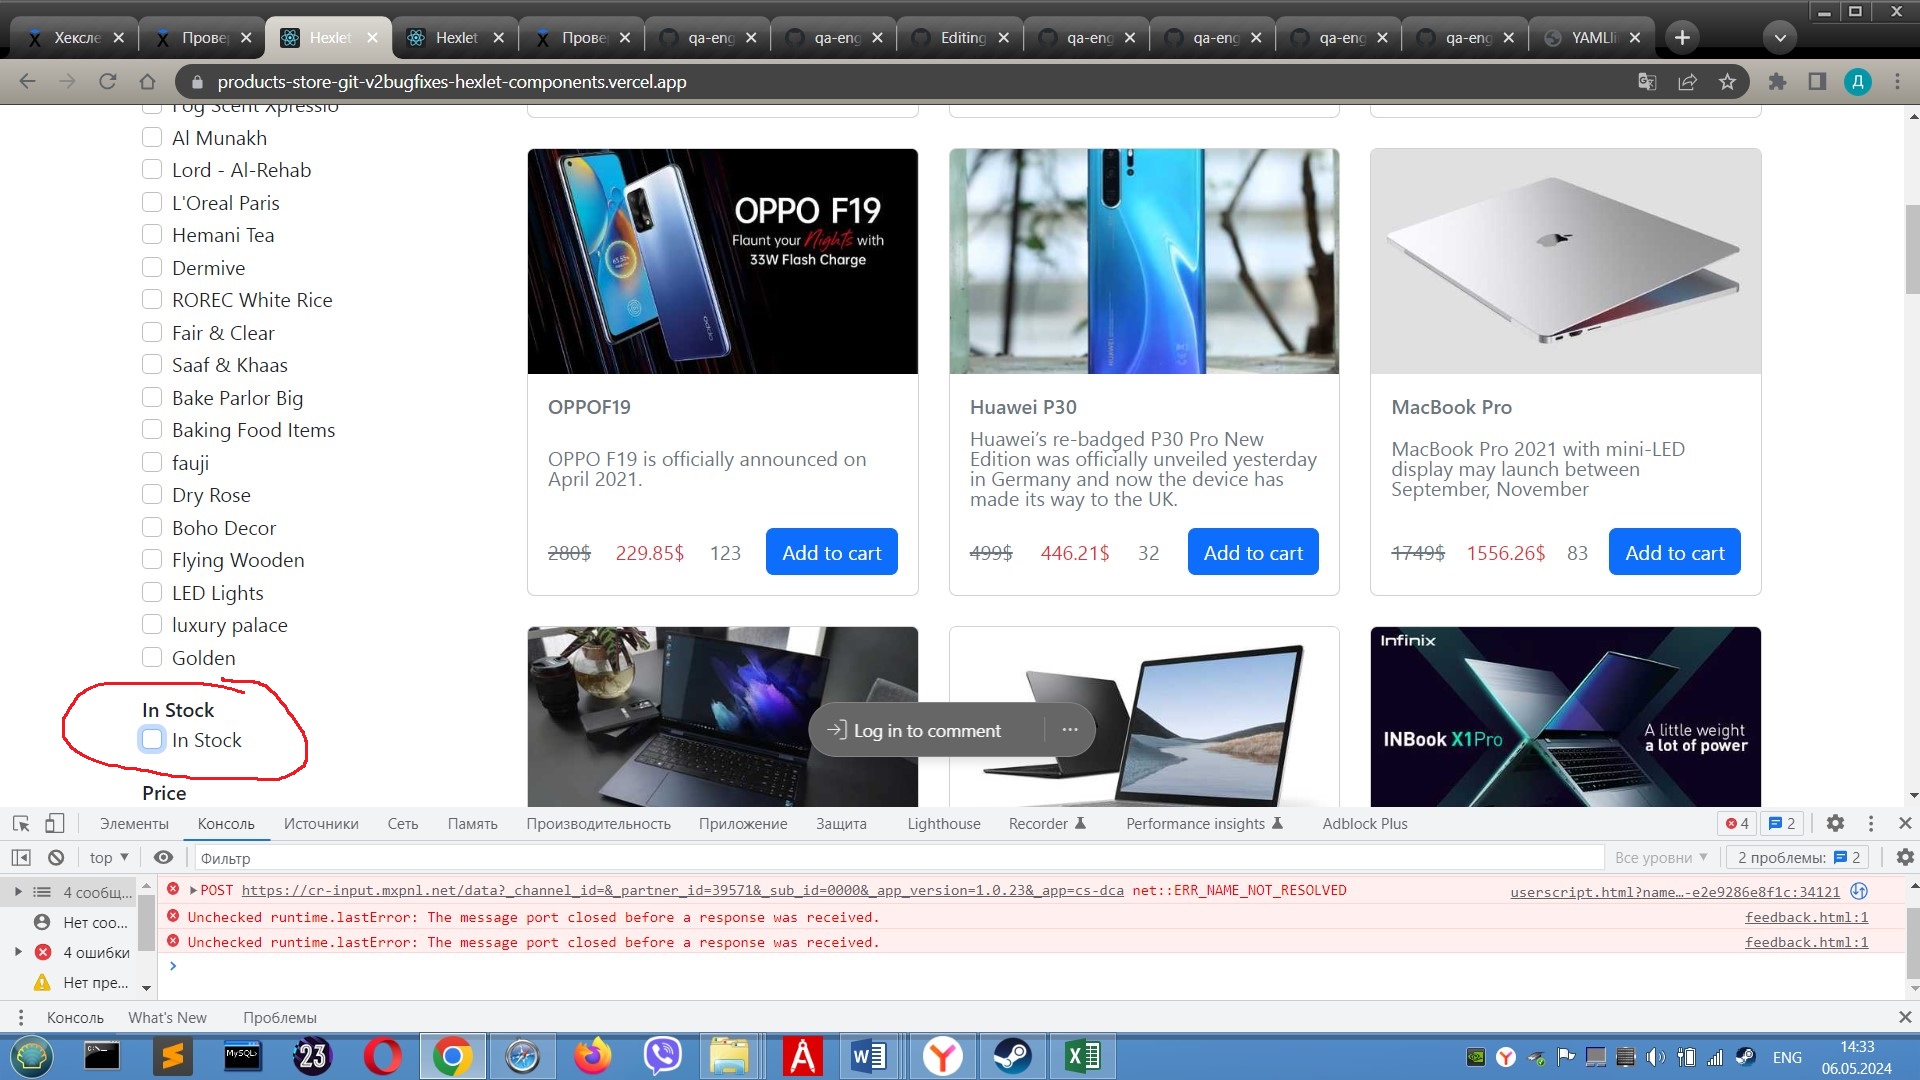 Хексле
Прове
Hexlet
Hexlet
Прове
qa-eng
qa-eng
Editing
qa-eng
qa-eng
qa-eng
qa-eng
YAMLli
products-store-git-v2bugfixes-hexlet-components.vercel.app
Д
Fog Scent Xpressio
Al Munakh
Lord - Al-Rehab
L'Oreal Paris
Hemani Tea
Dermive
ROREC White Rice
Fair & Clear
Saaf & Khaas
Bake Parlor Big
Baking Food Items
fauji
Dry Rose
Boho Decor
Flying Wooden
LED Lights
luxury palace
Golden
In Stock
In Stock
Price
OPPO F19
Flaunt your Nights with
33W Flash Charge
OPPOF19
OPPO F19 is officially announced on
April 2021.
280$ 229.85$ 123 Add to cart
Huawei P30
Huawei’s re-badged P30 Pro New
Edition was officially unveiled yesterday
in Germany and now the device has
made its way to the UK.
499$ 446.21$ 32 Add to cart
MacBook Pro
MacBook Pro 2021 with mini-LED
display may launch between
September, November
1749$ 1556.26$ 83 Add to cart
Infinix
INBook X1Pro
A little weight
a lot of power
Log in to comment
Элементы Консоль Источники Сеть Память Производительность Приложение Защита Lighthouse Recorder Performance insights Adblock Plus 4 2
top Фильтр Все уровни 2 проблемы: 2
4 сообщ...
Нет соо...
4 ошибки
Нет пре...
POST https://cr-input.mxpnl.net/data?_channel_id=&_partner_id=39571&_sub_id=0000&_app_version=1.0.23&_app=cs-dca net::ERR_NAME_NOT_RESOLVED userscript.html?name…-e2e9286e8f1c:34121
Unchecked runtime.lastError: The message port closed before a response was received. feedback.html:1
Unchecked runtime.lastError: The message port closed before a response was received. feedback.html:1
Консоль What's New Проблемы
MySQL
23
ENG
14:33
06.05.2024